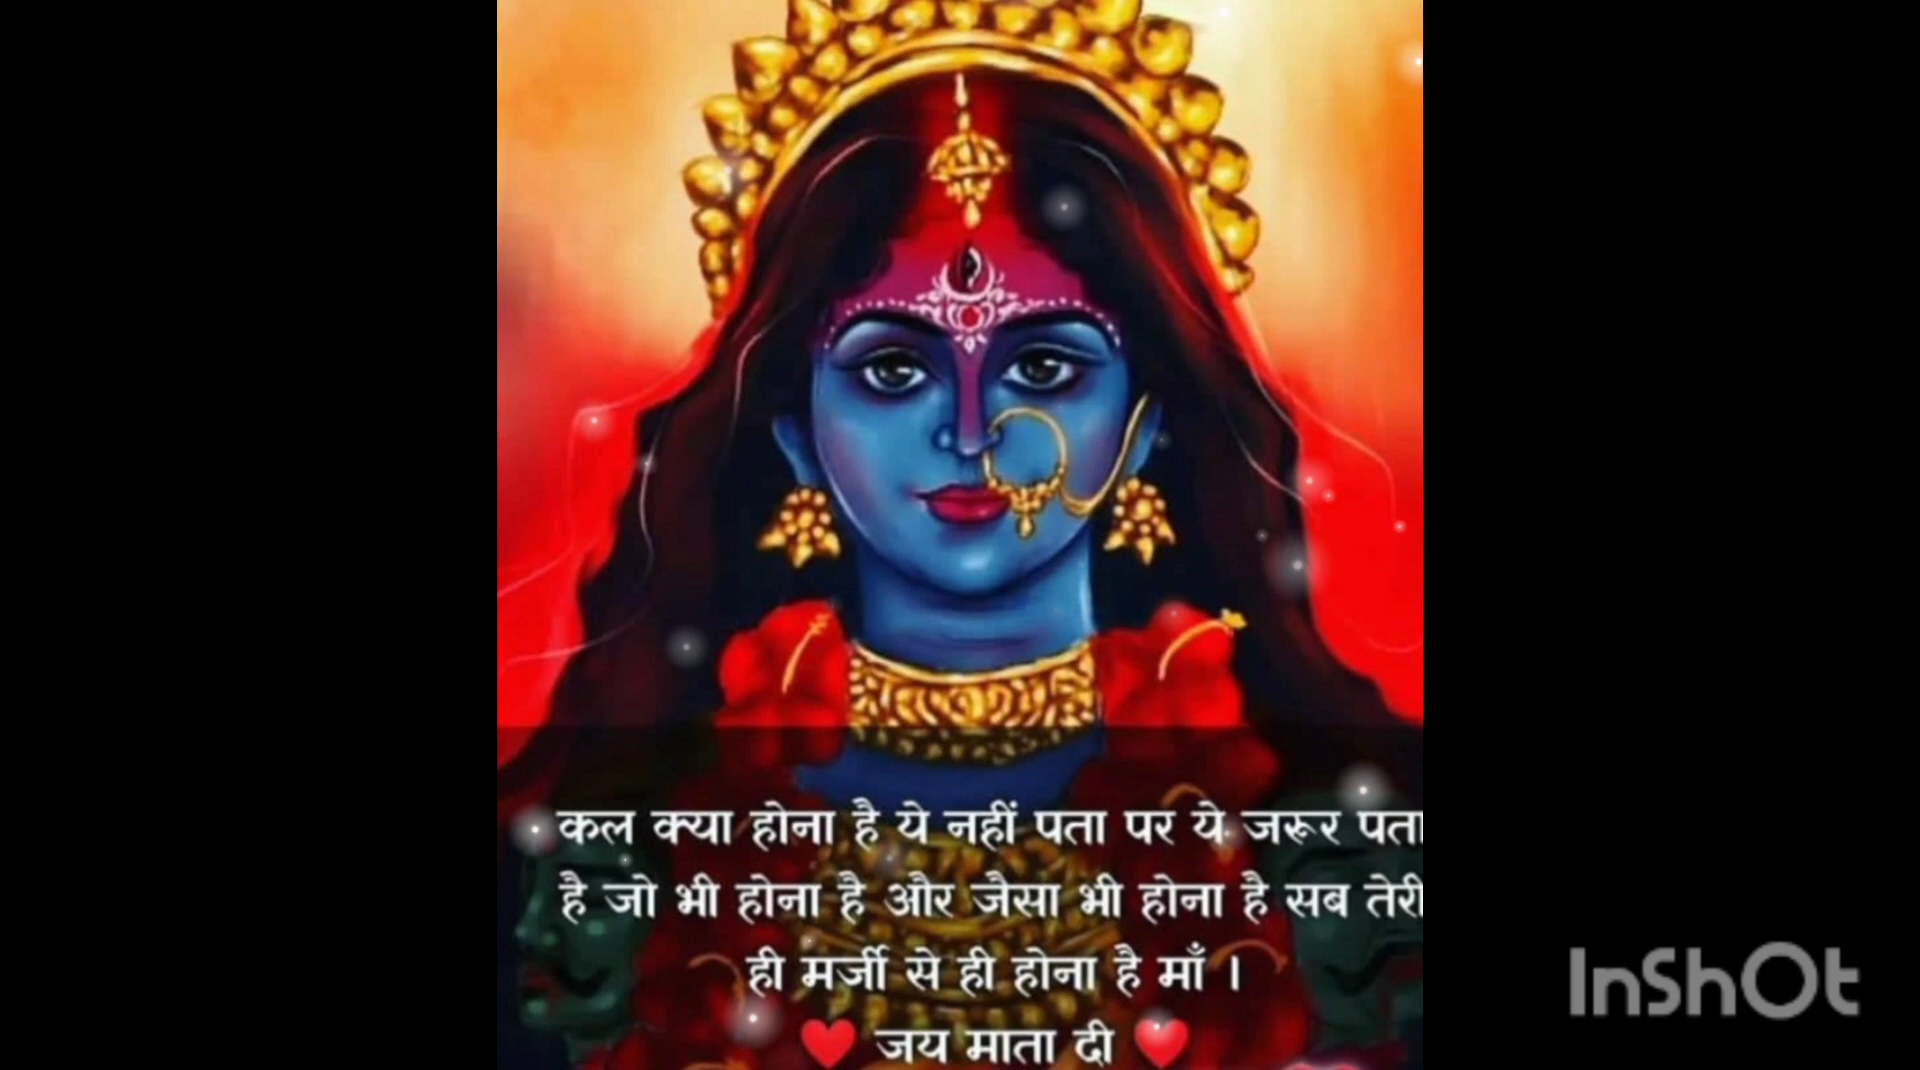 कल क्या होना है ये नहीं पता पर ये जरूर पता
है जो भी होना है और जैसा भी होना है सब तेरी
ही मर्जी से ही होना है माँ ।
❤️ जय माता दी ❤️
InShOt